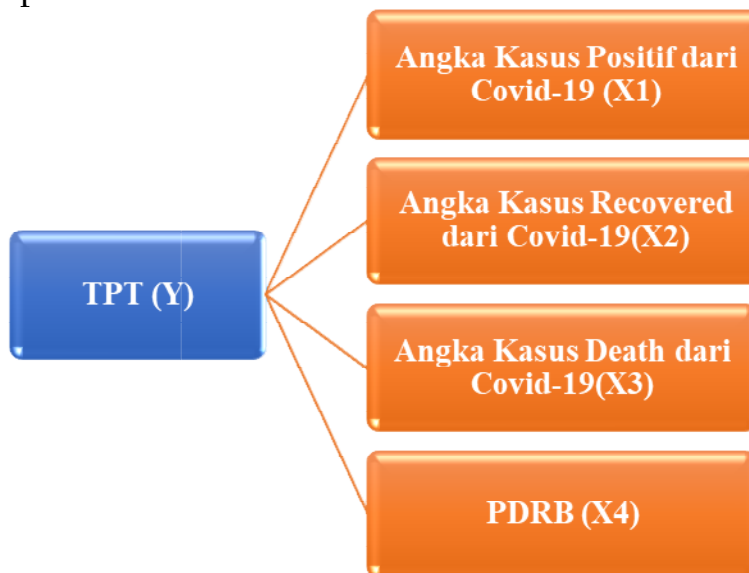 TPT (Y)
Angka Kasus Positif dari
Covid-19 (X1)
Angka Kasus Recovered
dari Covid-19(X2)
Angka Kasus Death dari
Covid-19(X3)
PDRB (X4)